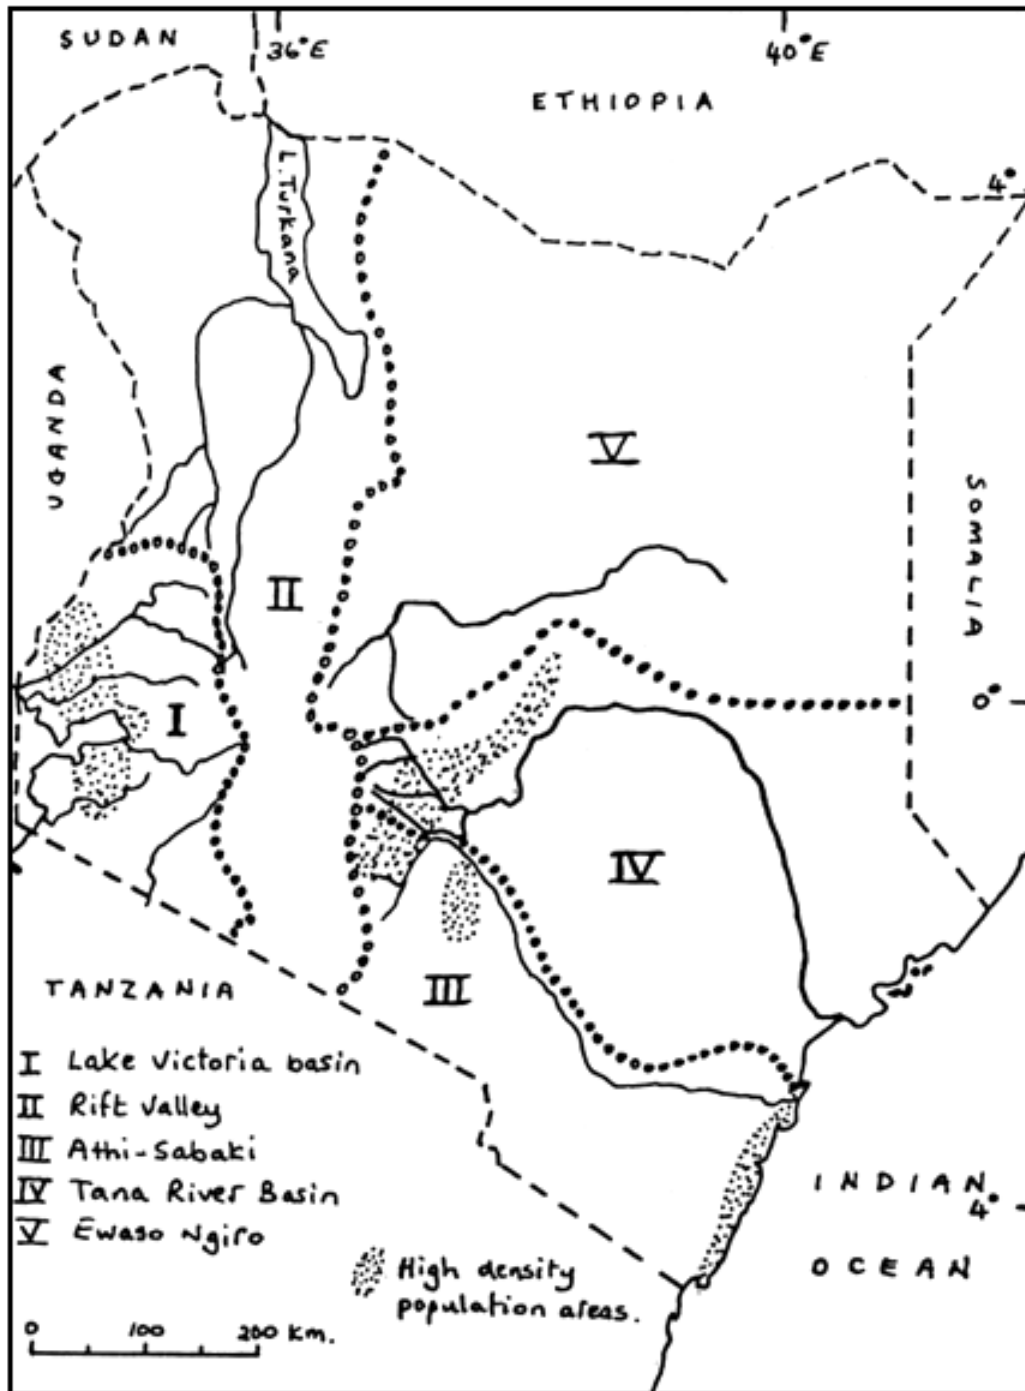 SUDAN
36°E
40°E
ETHIOPIA
4°
L. Turkana
UGANDA
V
SOMALIA
II
0°
I
IV
III
TANZANIA
I Lake Victoria basin
II Rift Valley
III Athi-Sabaki
IV Tana River Basin
V Ewaso Ngiro
INDIAN
4°
OCEAN
High density
population areas.
0 100 200 Km.